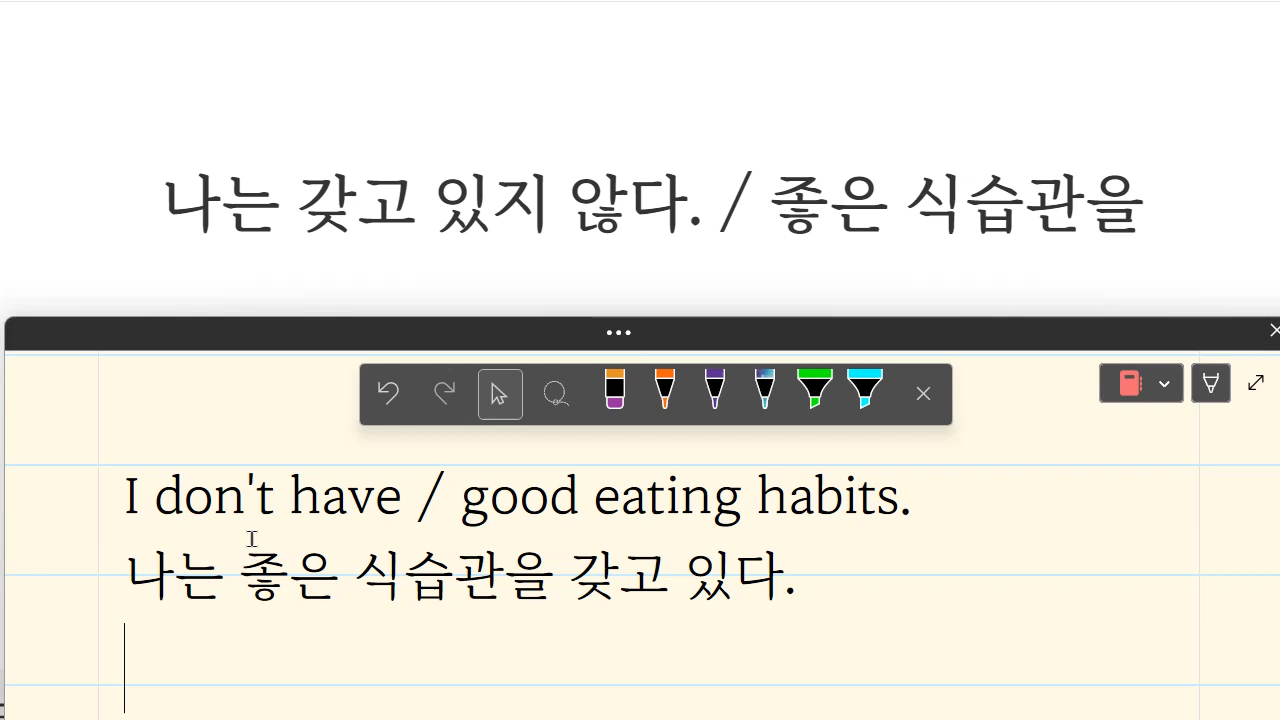 나는 갖고 있지 않다. / 좋은 식습관을
I don't have / good eating habits.
나는 좋은 식습관을 갖고 있다.